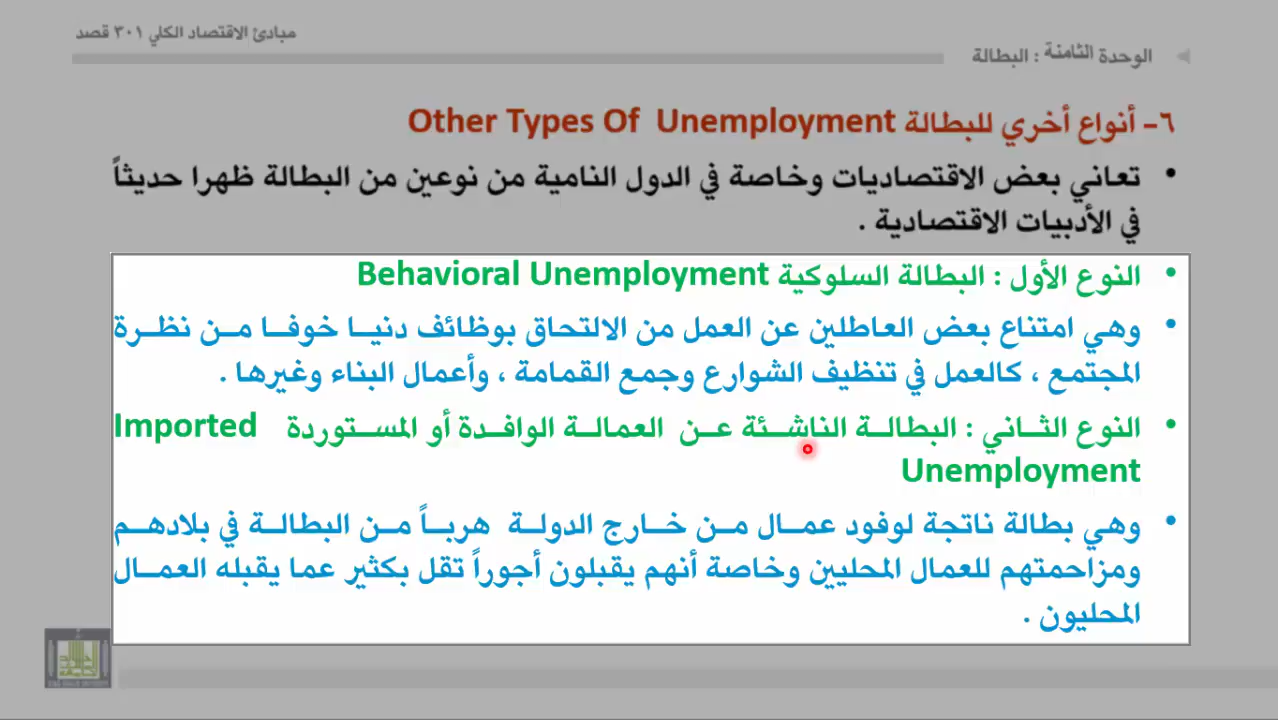 مبادئ الاقتصاد الكلي ٣٠١ قصد
الوحدة الثامنة : البطالة
٦- أنواع أخري للبطالة Other Types Of Unemployment
• تعاني بعض الاقتصاديات وخاصة في الدول النامية من نوعين من البطالة ظهرا حديثاً
في الأدبيات الاقتصادية .
• النوع الأول : البطالة السلوكية Behavioral Unemployment
• وهي امتناع بعض العاطلين عن العمل من الالتحاق بوظائف دنيا خوفا من نظرة
المجتمع ، كالعمل في تنظيف الشوارع وجمع القمامة ، وأعمال البناء وغيرها .
• النوع الثاني : البطالة الناشئة عن العمالة الوافدة أو المستوردة Imported
Unemployment
• وهي بطالة ناتجة لوفود عمال من خارج الدولة هرباً من البطالة في بلادهم
ومزاحمتهم للعمال المحليين وخاصة أنهم يقبلون أجوراً تقل بكثير عما يقبله العمال
المحليون .